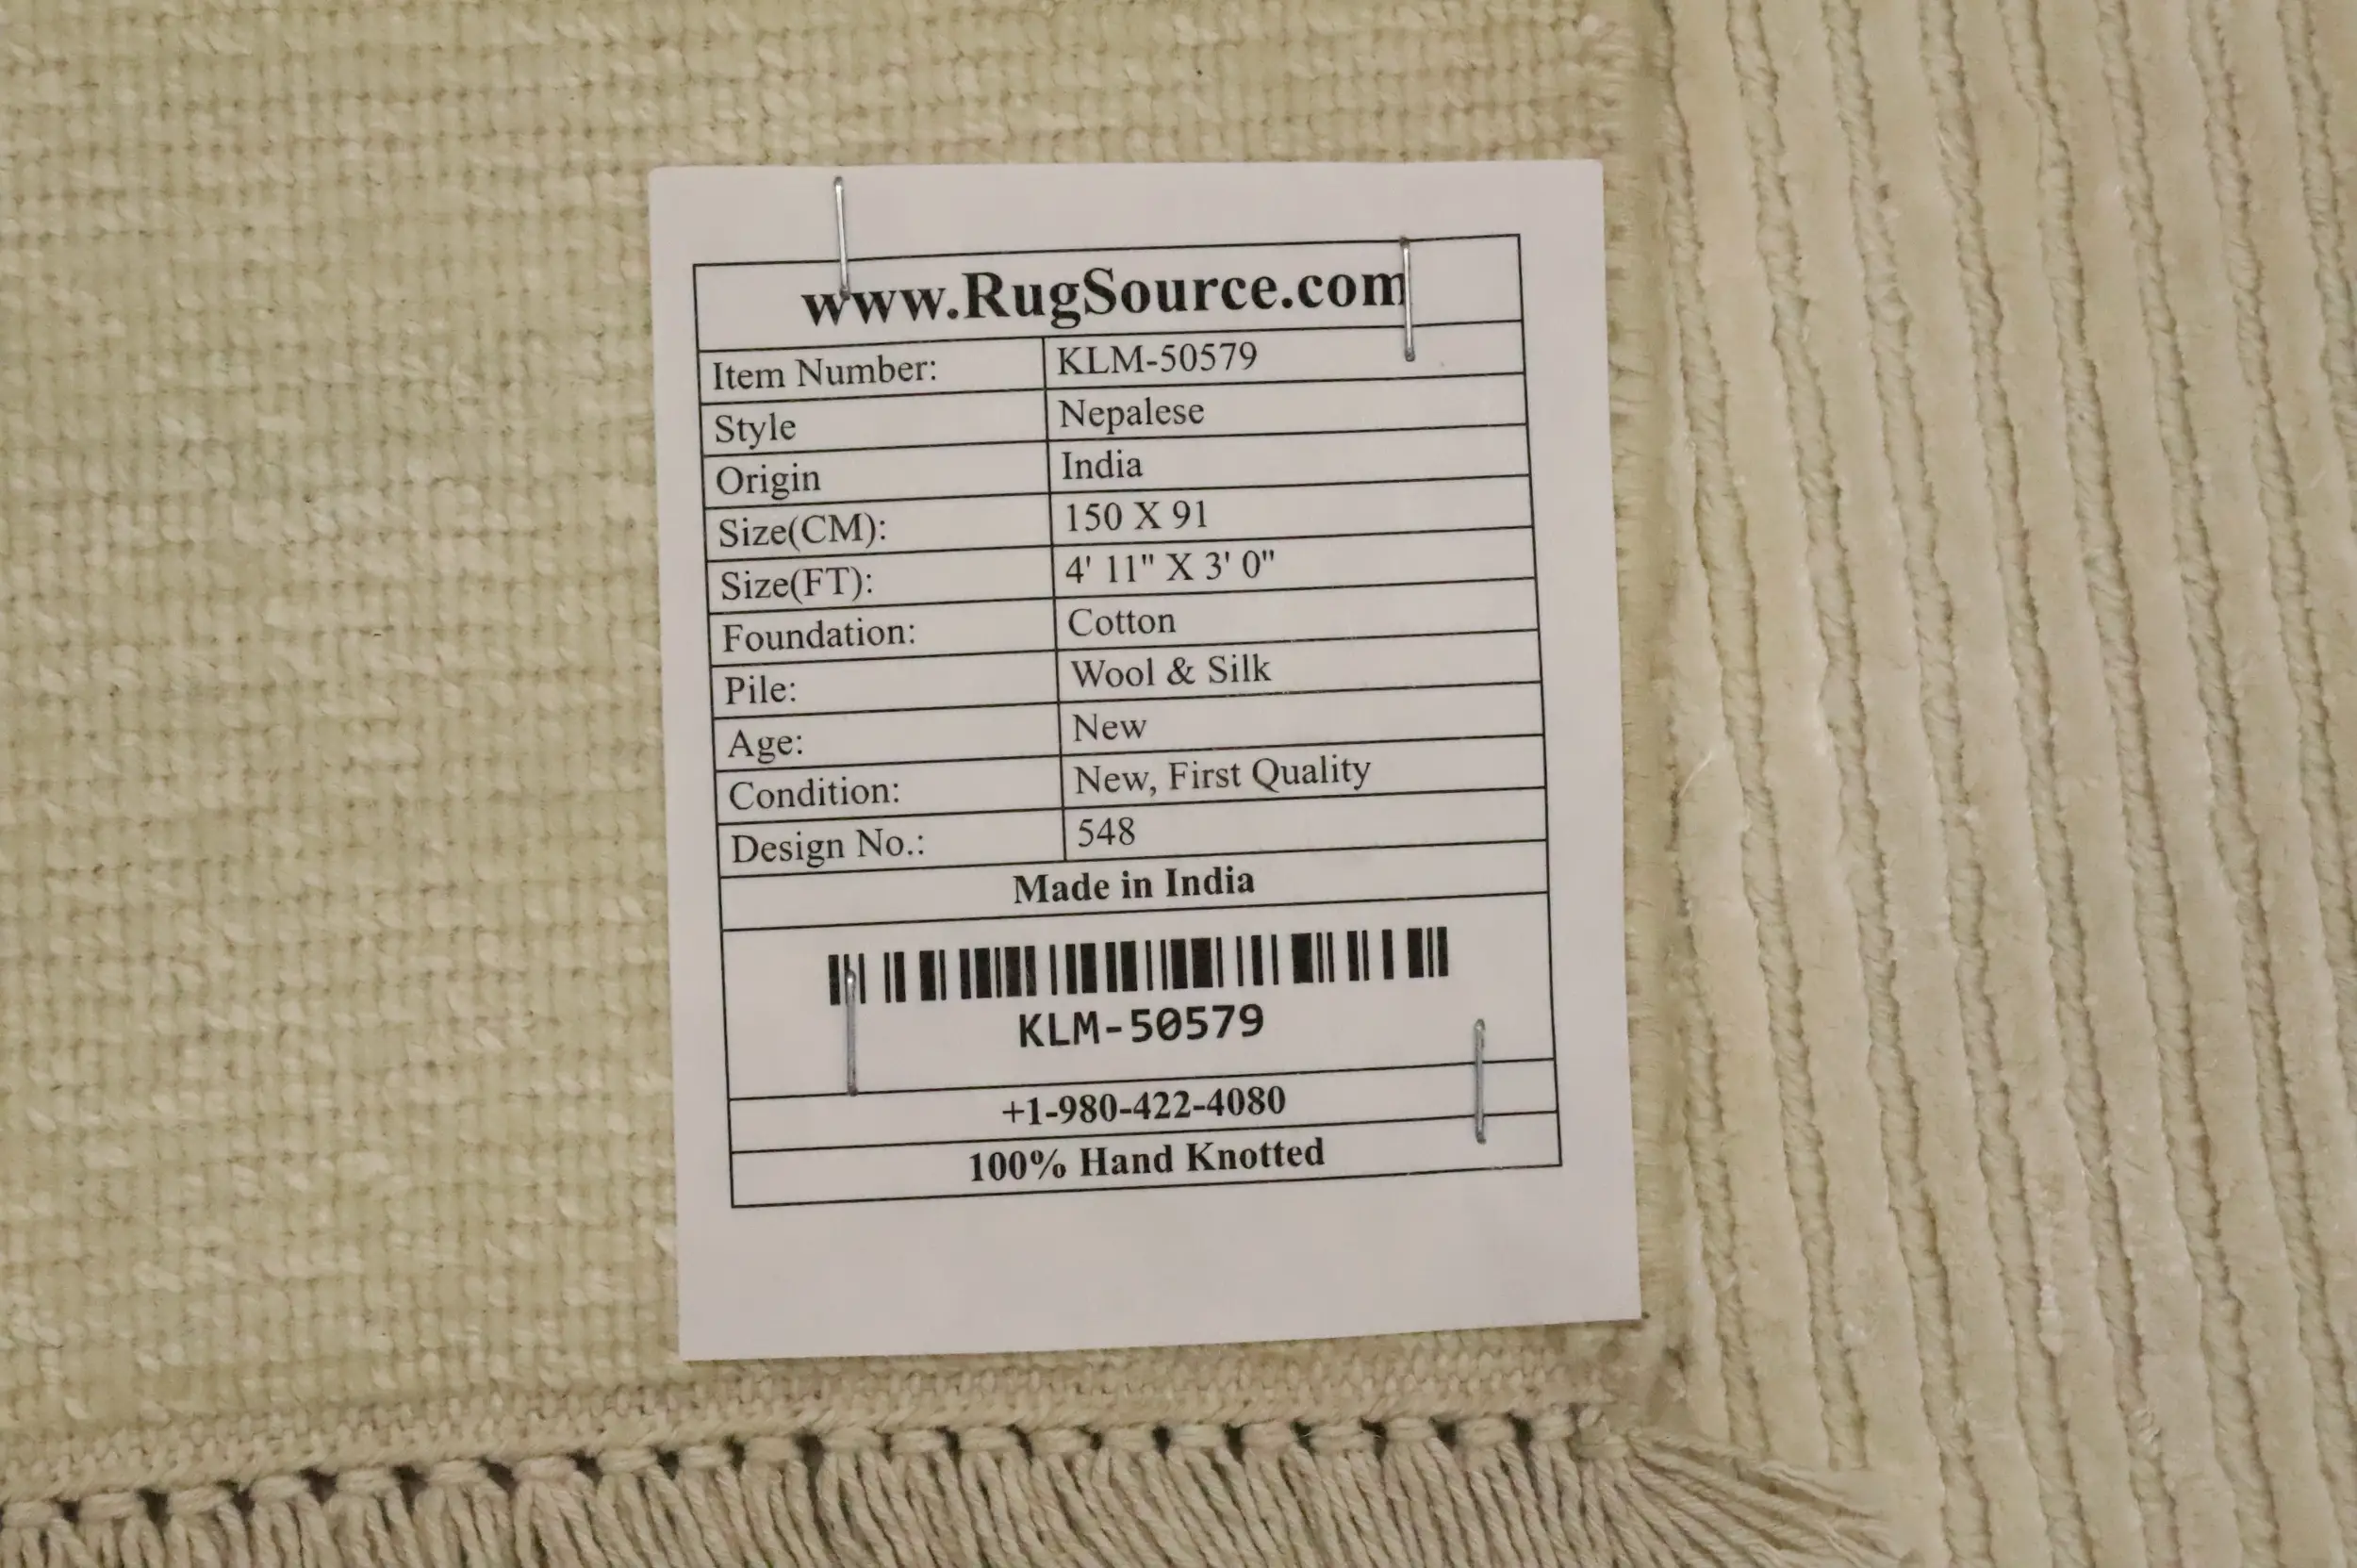 www.RugSource.com
Item Number: KLM-50579
Style Nepalese
Origin India
Size(CM): 150 X 91
Size(FT): 4' 11" X 3' 0"
Foundation: Cotton
Pile: Wool & Silk
Age: New
Condition: New, First Quality
Design No.: 548
Made in India
KLM-50579
+1-980-422-4080
100% Hand Knotted